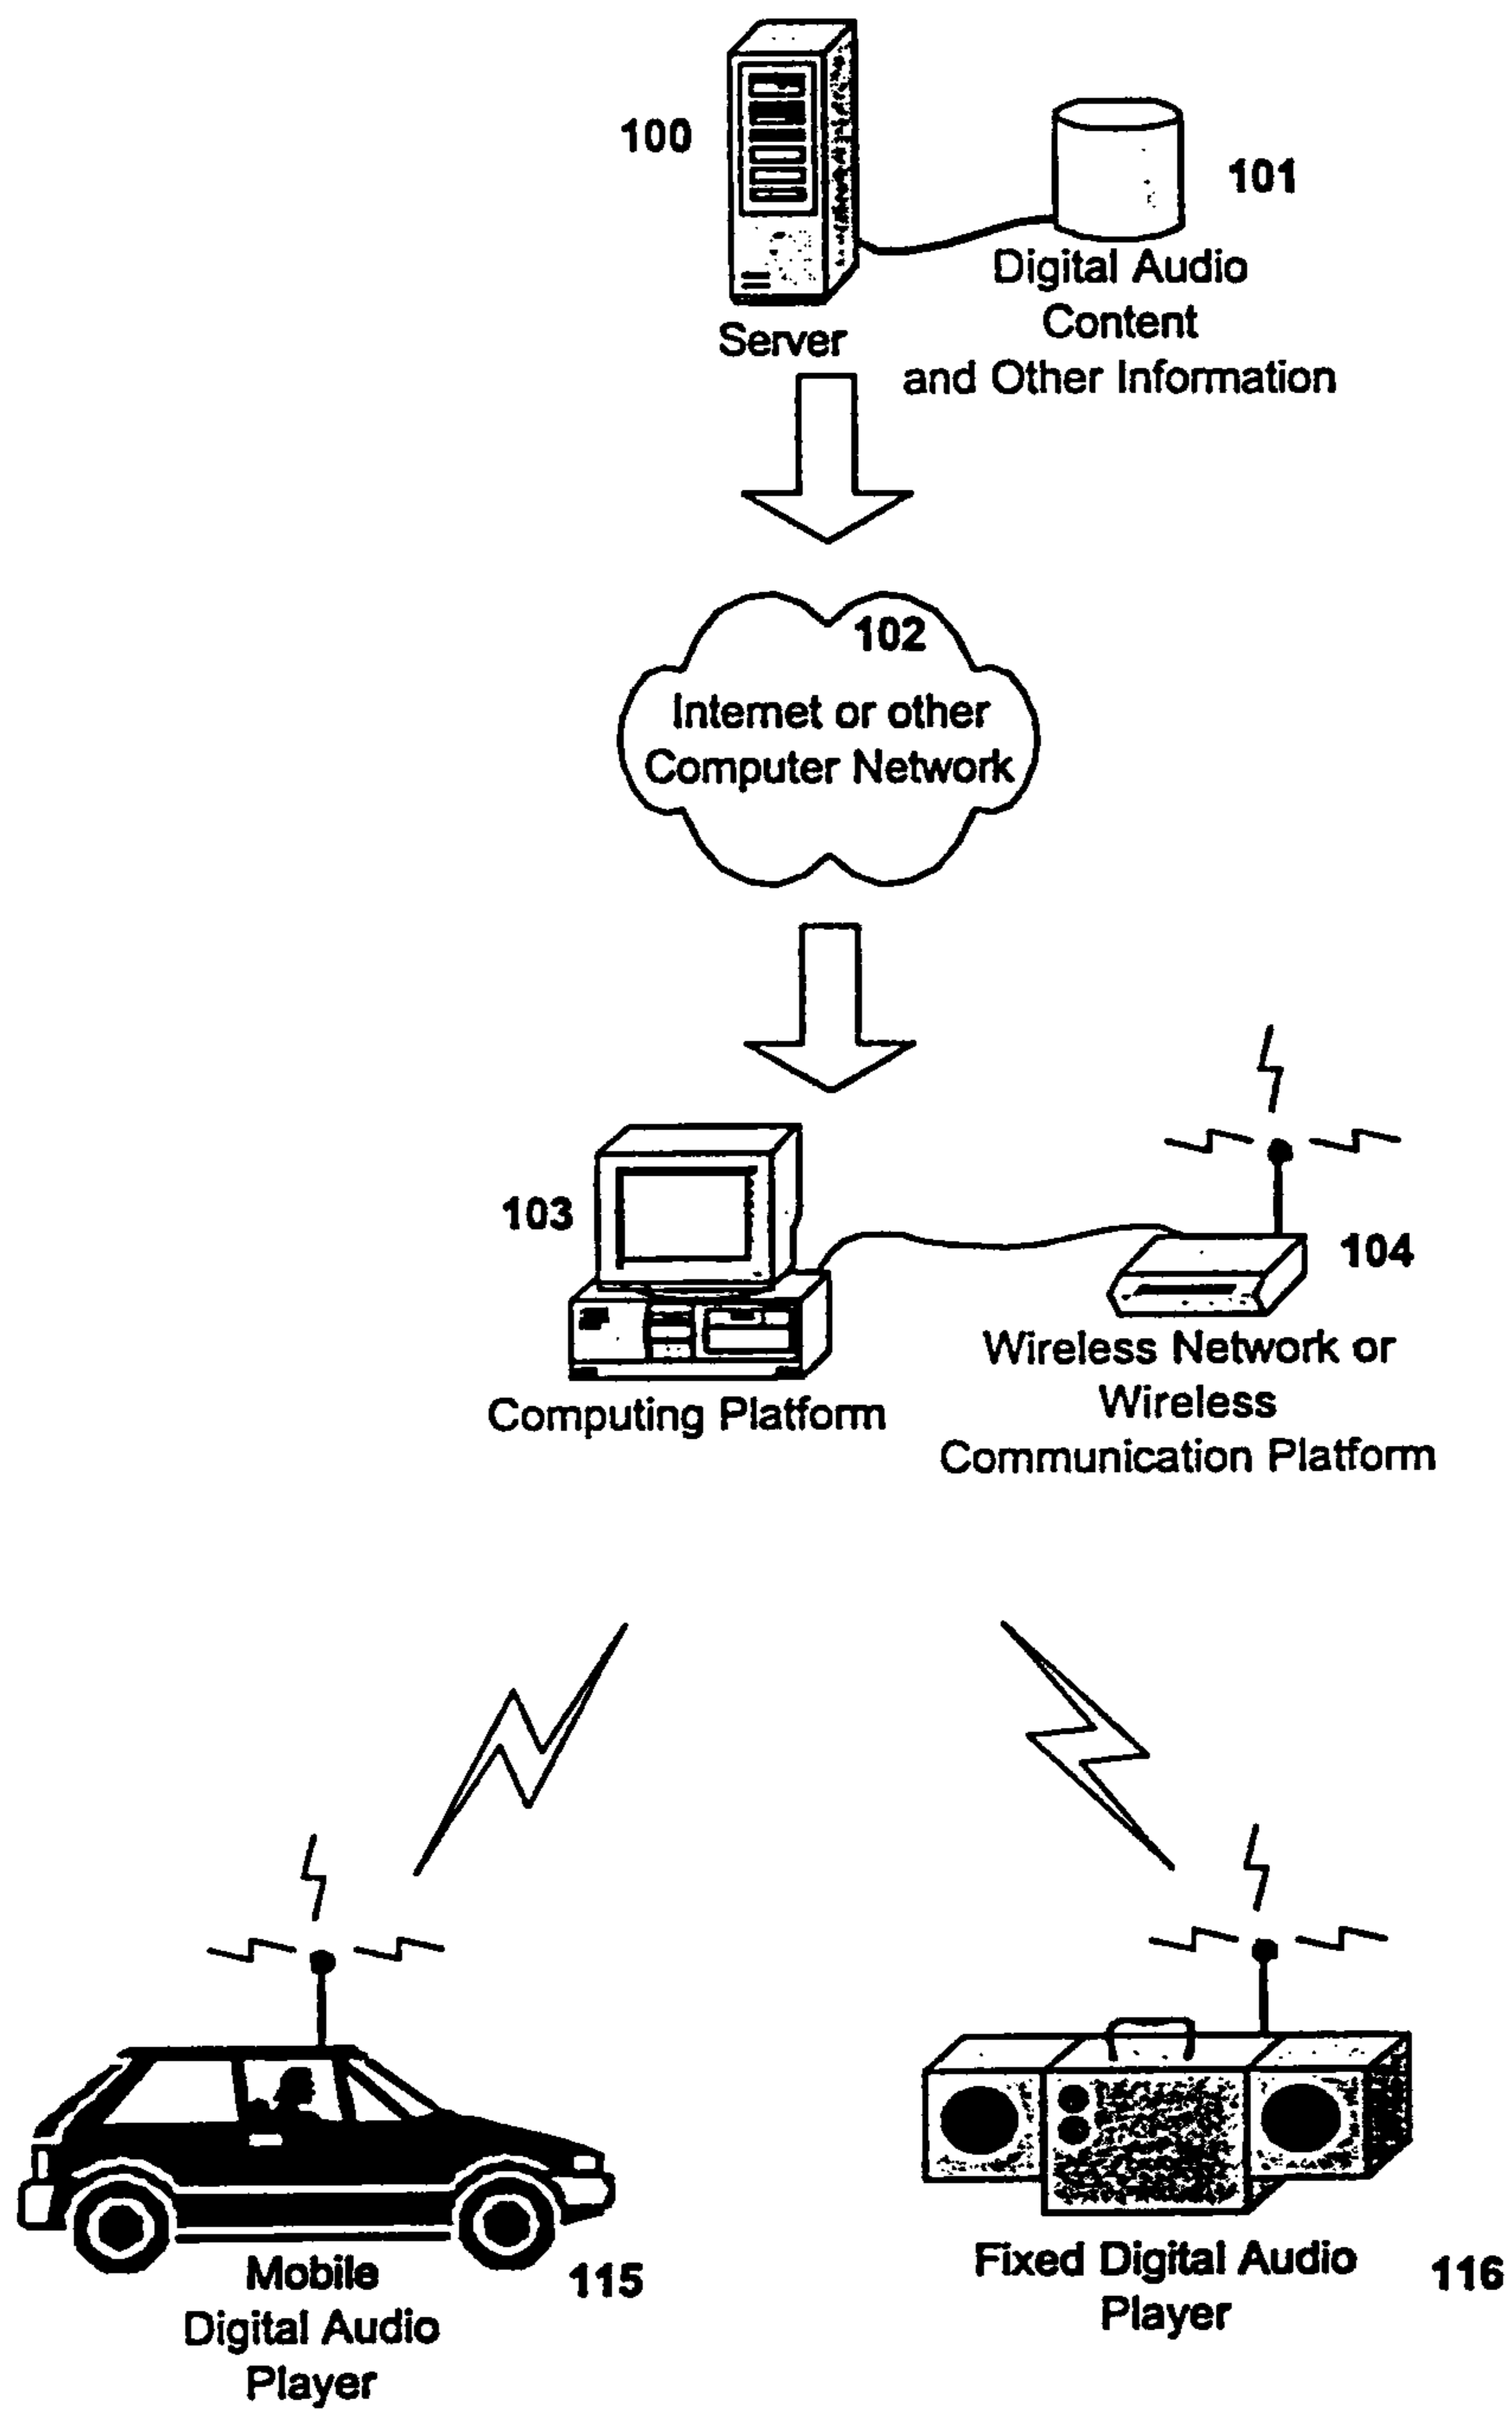 100
101
Digital Audio
Content
and Other Information
Server
102
Internet or other
Computer Network
103
104
Wireless Network or
Wireless
Communication Platform
Computing Platform
Mobile
Digital Audio
Player
115
Fixed Digital Audio
Player
116